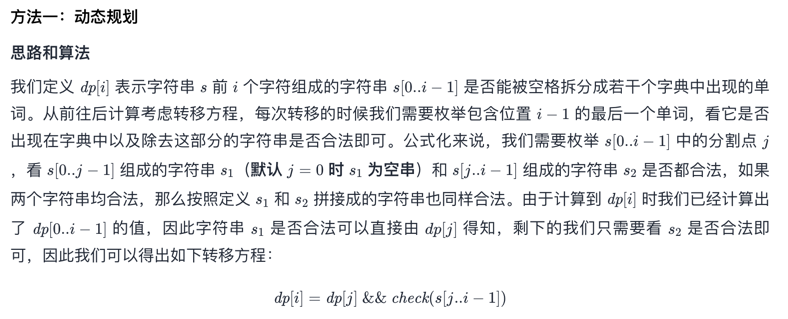 方法一：动态规划
思路和算法
我们定义 dp[i] 表示字符串 s 前 i 个字符组成的字符串 s[0..i − 1] 是否能被空格拆分成若干个字典中出现的单
词。从前往后计算考虑转移方程，每次转移的时候我们需要枚举包含位置 i − 1 的最后一个单词，看它是否
出现在字典中以及除去这部分的字符串是否合法即可。公式化来说，我们需要枚举 s[0..i − 1] 中的分割点 j
，看 s[0..j − 1] 组成的字符串 s₁（默认 j = 0 时 s₁ 为空串）和 s[j..i − 1] 组成的字符串 s₂ 是否都合法，如果
两个字符串均合法，那么按照定义 s₁ 和 s₂ 拼接成的字符串也同样合法。由于计算到 dp[i] 时我们已经计算出
了 dp[0..i − 1] 的值，因此字符串 s₁ 是否合法可以直接由 dp[j] 得知，剩下的我们只需要看 s₂ 是否合法即
可，因此我们可以得出如下转移方程：
dp[i] = dp[j] && check(s[j..i − 1])